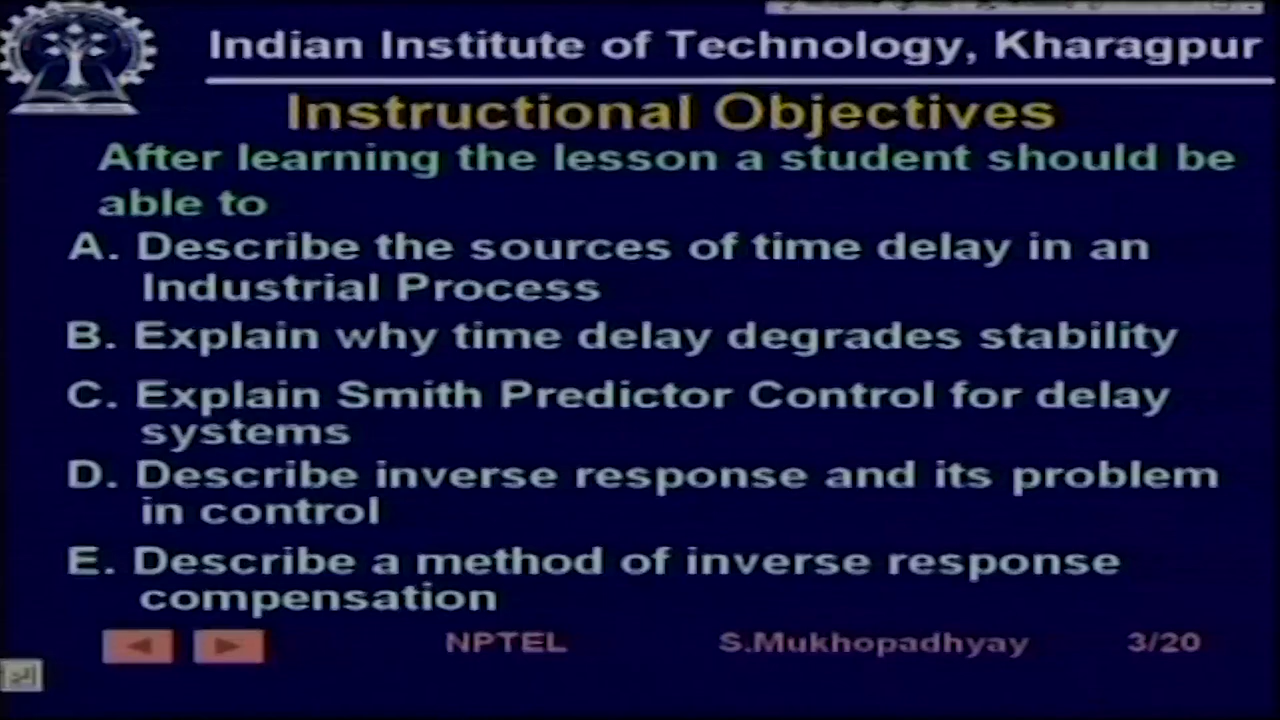 Indian Institute of Technology, Kharagpur
Instructional Objectives
After learning the lesson a student should be
able to
A. Describe the sources of time delay in an
Industrial Process
B. Explain why time delay degrades stability
C. Explain Smith Predictor Control for delay
systems
D. Describe inverse response and its problem
in control
E. Describe a method of inverse response
compensation
NPTEL S.Mukhopadhyay 3/20